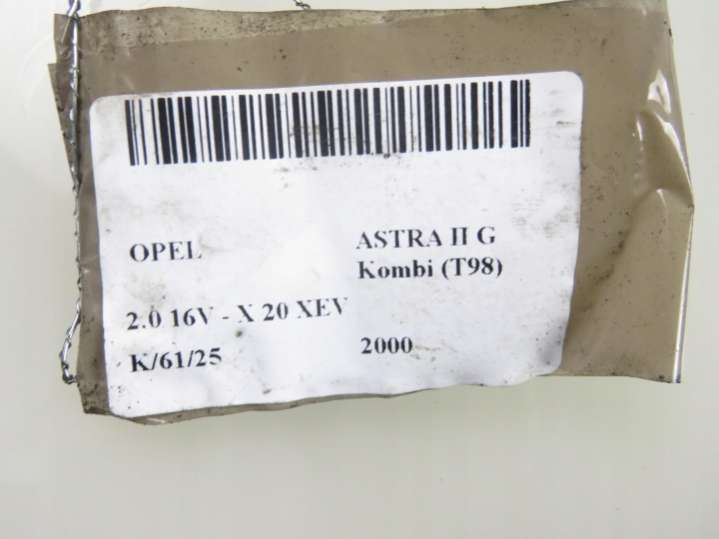 OPEL ASTRA II G
Kombi (T98)
2.0 16V - X 20 XEV
K/61/25 2000